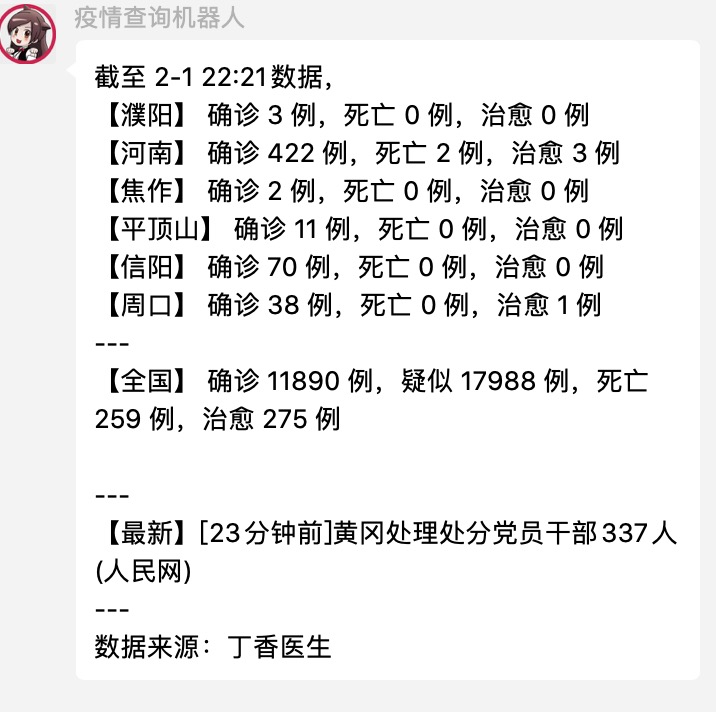 疫情查询机器人
截至 2-1 22:21数据，
【濮阳】 确诊 3 例，死亡 0 例，治愈 0 例
【河南】 确诊 422 例，死亡 2 例，治愈 3 例
【焦作】 确诊 2 例，死亡 0 例，治愈 0 例
【平顶山】 确诊 11 例，死亡 0 例，治愈 0 例
【信阳】 确诊 70 例，死亡 0 例，治愈 0 例
【周口】 确诊 38 例，死亡 0 例，治愈 1 例
---
【全国】 确诊 11890 例，疑似 17988 例，死亡
259 例，治愈 275 例
---
【最新】[23分钟前]黄冈处理处分党员干部337人
(人民网)
---
数据来源：丁香医生